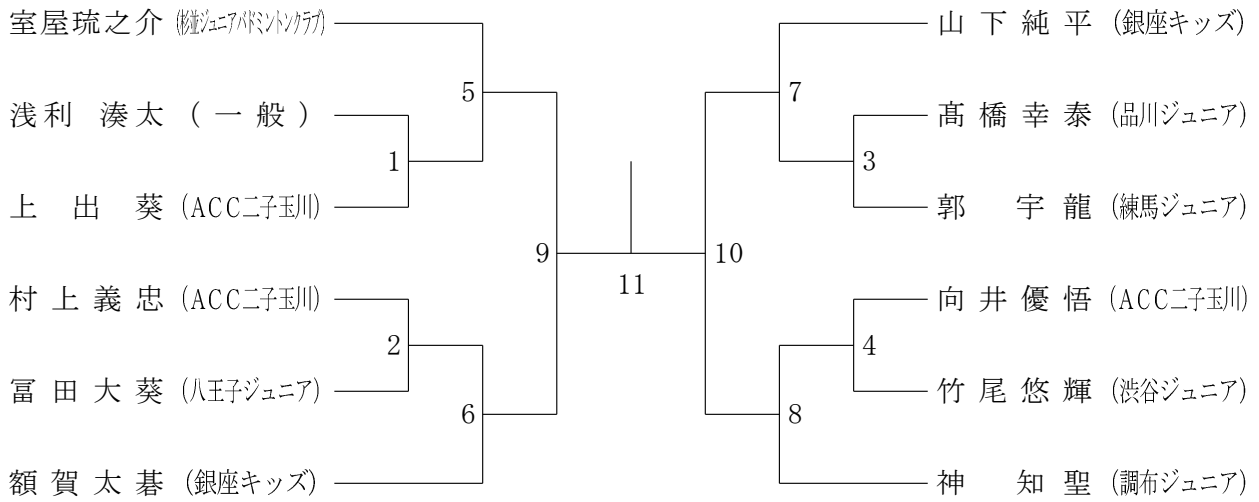 室屋琉之介 (杉並ジュニアバドミントンクラブ)
浅利 湊太 (一般)
上出 葵 (ACC二子玉川)
村上義忠 (ACC二子玉川)
冨田大葵 (八王子ジュニア)
額賀太碁 (銀座キッズ)
5
1
2
6
9
11
10
7
3
4
8
山下純平 (銀座キッズ)
髙橋幸泰 (品川ジュニア)
郭 宇龍 (練馬ジュニア)
向井優悟 (ACC二子玉川)
竹尾悠輝 (渋谷ジュニア)
神 知聖 (調布ジュニア)